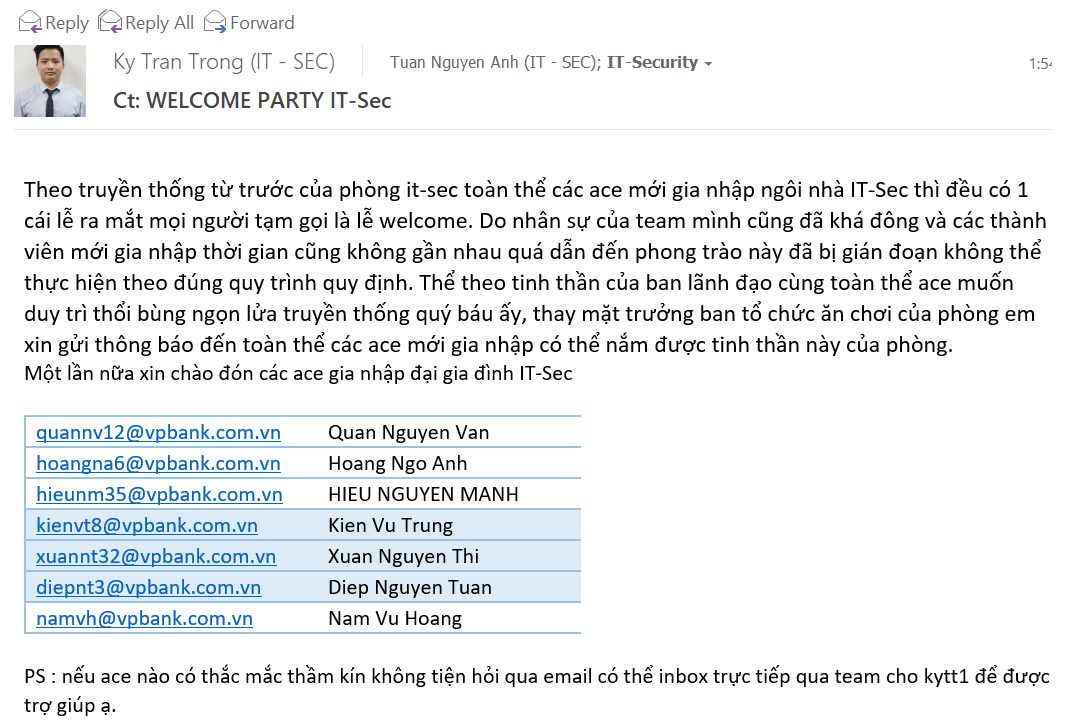 Reply Reply All Forward
Ky Tran Trong (IT - SEC) Tuan Nguyen Anh (IT - SEC); IT-Security
Ct: WELCOME PARTY IT-Sec
Theo truyền thống từ trước của phòng it-sec toàn thể các ace mới gia nhập ngôi nhà IT-Sec thì đều có 1
cái lễ ra mắt mọi người tạm gọi là lễ welcome. Do nhân sự của team mình cũng đã khá đông và các thành
viên mới gia nhập thời gian cũng không gần nhau quá dẫn đến phong trào này đã bị gián đoạn không thể
thực hiện theo đúng quy trình quy định. Thể theo tinh thần của ban lãnh đạo cùng toàn thể ace muốn
duy trì thổi bùng ngọn lửa truyền thống quý báu ấy, thay mặt trưởng ban tổ chức ăn chơi của phòng em
xin gửi thông báo đến toàn thể các ace mới gia nhập có thể nắm được tinh thần này của phòng.
Một lần nữa xin chào đón các ace gia nhập đại gia đình IT-Sec
quannv12@vpbank.com.vn Quan Nguyen Van
hoangna6@vpbank.com.vn Hoang Ngo Anh
hieunm35@vpbank.com.vn HIEU NGUYEN MANH
kienvt8@vpbank.com.vn Kien Vu Trung
xuannt32@vpbank.com.vn Xuan Nguyen Thi
diepnt3@vpbank.com.vn Diep Nguyen Tuan
namvh@vpbank.com.vn Nam Vu Hoang
PS : nếu ace nào có thắc mắc thầm kín không tiện hỏi qua email có thể inbox trực tiếp qua team cho kytt1 để được
trợ giúp ạ.